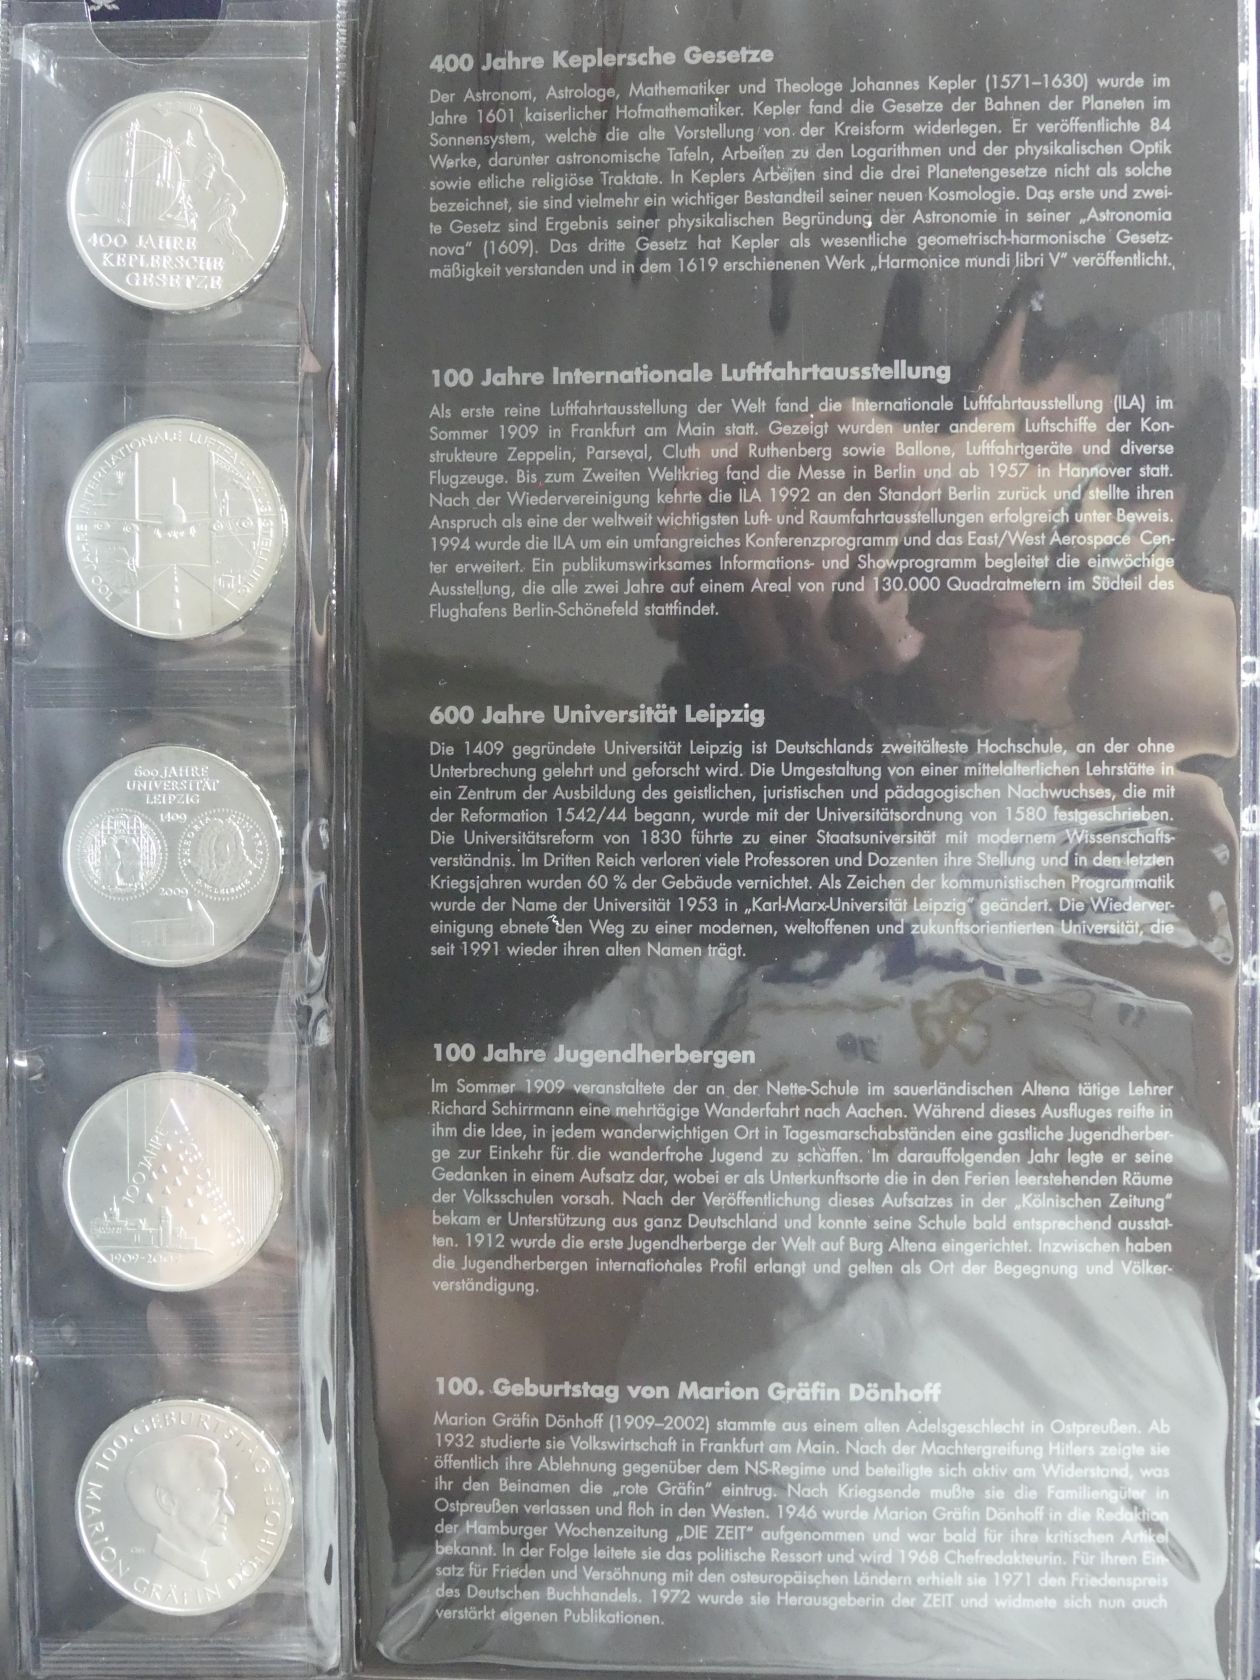 400 Jahre Keplersche Gesetze
Der Astronom, Astrologe, Mathematiker und Theologe Johannes Kepler (1571–1630) wurde im
Jahre 1601 kaiserlicher Hofmathematiker. Kepler fand die Gesetze der Bahnen der Planeten im
Sonnensystem, welche die alte Vorstellung von der Kreisform widerlegen. Er veröffentlichte 84
Werke, darunter astronomische Tafeln, Arbeiten zu den Logarithmen und der physikalischen Optik
sowie etliche religiöse Traktate. In Keplers Arbeiten sind die drei Planetengesetze nicht als solche
bezeichnet, sie sind vielmehr ein wichtiger Bestandteil seiner neuen Kosmologie. Das erste und zwei-
te Gesetz sind Ergebnis seiner physikalischen Begründung der Astronomie in seiner „Astronomia
nova“ (1609). Das dritte Gesetz hat Kepler als wesentliche geometrisch-harmonische Gesetz-
mäßigkeit verstanden und in dem 1619 erschienenen Werk „Harmonice mundi libri V“ veröffentlicht.
400 JAHRE
KEPLERSCHE
GESETZE
100 Jahre Internationale Luftfahrtausstellung
Als erste reine Luftfahrtausstellung der Welt fand die Internationale Luftfahrtausstellung (ILA) im
Sommer 1909 in Frankfurt am Main statt. Gezeigt wurden unter anderem Luftschiffe der Kon-
strukteure Zeppelin, Parseval, Cluth und Ruthenberg sowie Ballone, Luftfahrtgeräte und diverse
Flugzeuge. Bis zum Zweiten Weltkrieg fand die Messe in Berlin und ab 1957 in Hannover statt.
Nach der Wiedervereinigung kehrte die ILA 1992 an den Standort Berlin zurück und stellte ihren
Anspruch als eine der weltweit wichtigsten Luft- und Raumfahrtausstellungen erfolgreich unter Beweis.
1994 wurde die ILA um ein umfangreiches Konferenzprogramm und das East/West Aerospace Cen-
ter erweitert. Ein publikumswirksames Informations- und Showprogramm begleitet die einwöchige
Ausstellung, die alle zwei Jahre auf einem Areal von rund 130.000 Quadratmetern im Südteil des
Flughafens Berlin-Schönefeld stattfindet.
100 JAHRE INTERNATIONALE LUFTFAHRTAUSSTELLUNG
600 Jahre Universität Leipzig
Die 1409 gegründete Universität Leipzig ist Deutschlands zweitälteste Hochschule, an der ohne
Unterbrechung gelehrt und geforscht wird. Die Umgestaltung von einer mittelalterlichen Lehrstätte in
ein Zentrum der Ausbildung des geistlichen, juristischen und pädagogischen Nachwuchses, die mit
der Reformation 1542/44 begann, wurde mit der Universitätsordnung von 1580 festgeschrieben.
Die Universitätsreform von 1830 führte zu einer Staatsuniversität mit modernem Wissenschafts-
verständnis. Im Dritten Reich verloren viele Professoren und Dozenten ihre Stellung und in den letzten
Kriegsjahren wurden 60 % der Gebäude vernichtet. Als Zeichen der kommunistischen Programmatik
wurde der Name der Universität 1953 in „Karl-Marx-Universität Leipzig“ geändert. Die Wiederver-
einigung ebnete den Weg zu einer modernen, weltoffenen und zukunftsorientierten Universität, die
seit 1991 wieder ihren alten Namen trägt.
600 JAHRE
UNIVERSITÄT
LEIPZIG
1409
2009
100 Jahre Jugendherbergen
Im Sommer 1909 veranstaltete der an der Nette-Schule im sauerländischen Altena tätige Lehrer
Richard Schirrmann eine mehrtägige Wanderfahrt nach Aachen. Während dieses Ausfluges reifte in
ihm die Idee, in jedem wanderwichtigen Ort in Tagesmarschabständen eine gastliche Jugendherber-
ge zur Einkehr für die wanderfrohe Jugend zu schaffen. Im darauffolgenden Jahr legte er seine
Gedanken in einem Aufsatz dar, wobei er als Unterkunftsorte die in den Ferien leerstehenden Räume
der Volksschulen vorsah. Nach der Veröffentlichung dieses Aufsatzes in der „Kölnischen Zeitung“
bekam er Unterstützung aus ganz Deutschland und konnte seine Schule bald entsprechend ausstat-
ten. 1912 wurde die erste Jugendherberge der Welt auf Burg Altena eingerichtet. Inzwischen haben
die Jugendherbergen internationales Profil erlangt und gelten als Ort der Begegnung und Völker-
verständigung.
100 JAHRE
1909-2009
100. Geburtstag von Marion Gräfin Dönhoff
Marion Gräfin Dönhoff (1909–2002) stammte aus einem alten Adelsgeschlecht in Ostpreußen. Ab
1932 studierte sie Volkswirtschaft in Frankfurt am Main. Nach der Machtergreifung Hitlers zeigte sie
öffentlich ihre Ablehnung gegenüber dem NS-Regime und beteiligte sich aktiv am Widerstand, was
ihr den Beinamen die „rote Gräfin“ eintrug. Nach Kriegsende mußte sie die Familiengüter in
Ostpreußen verlassen und floh in den Westen. 1946 wurde Marion Gräfin Dönhoff in die Redaktion
der Hamburger Wochenzeitung „DIE ZEIT“ aufgenommen und war bald für ihre kritischen Artikel
bekannt. In der Folge leitete sie das politische Ressort und wird 1968 Chefredakteurin. Für ihren Ein-
satz für Frieden und Versöhnung mit den osteuropäischen Ländern erhielt sie 1971 den Friedenspreis
des Deutschen Buchhandels. 1972 wurde sie Herausgeberin der ZEIT und widmete sich nun auch
verstärkt eigenen Publikationen.
100. GEBURTSTAG
MARION GRÄFIN DÖNHOFF